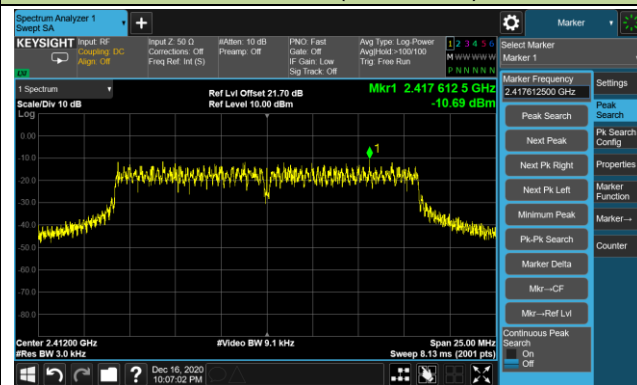 Spectrum Analyzer 1
Swept SA
+
Marker
KEYSIGHT
Input: RF
Coupling: DC
Align: Off
Input Z: 50 Ω
Corrections: Off
Freq Ref: Int (S)
#Atten: 10 dB
Preamp: Off
PNO: Fast
Gate: Off
IF Gain: Low
Sig Track: Off
Avg Type: Log-Power
Avg|Hold:>100/100
Trig: Free Run
1 2 3 4 5 6
M W W W W W
P N N N N N
LXI
Select Marker
Marker 1
1 Spectrum
Scale/Div 10 dB
Log
Ref Lvl Offset 21.70 dB
Ref Level 10.00 dBm
Mkr1 2.417 612 5 GHz
-10.69 dBm
1
0.00
-10.0
-20.0
-30.0
-40.0
-50.0
-60.0
-70.0
-80.0
Center 2.41200 GHz
#Res BW 3.0 kHz
#Video BW 9.1 kHz
Span 25.00 MHz
Sweep 8.13 ms (2001 pts)
Marker Frequency
2.417612500 GHz
Peak Search
Next Peak
Next Pk Right
Next Pk Left
Minimum Peak
Pk-Pk Search
Marker Delta
Mkr→CF
Mkr→Ref Lvl
Continuous Peak
Search
On
Off
Settings
Peak
Search
Pk Search
Config
Properties
Marker
Function
Marker→
Counter
?
Dec 16, 2020
10:07:02 PM